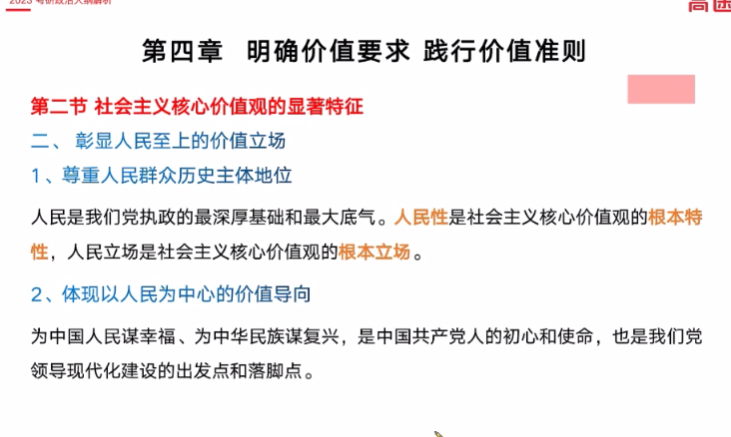 2023 考研政治大纲解析
高途
第四章 明确价值要求 践行价值准则
第二节 社会主义核心价值观的显著特征
二、 彰显人民至上的价值立场
1、尊重人民群众历史主体地位
人民是我们党执政的最深厚基础和最大底气。人民性是社会主义核心价值观的根本特
性，人民立场是社会主义核心价值观的根本立场。
2、体现以人民为中心的价值导向
为中国人民谋幸福、为中华民族谋复兴，是中国共产党人的初心和使命，也是我们党
领导现代化建设的出发点和落脚点。